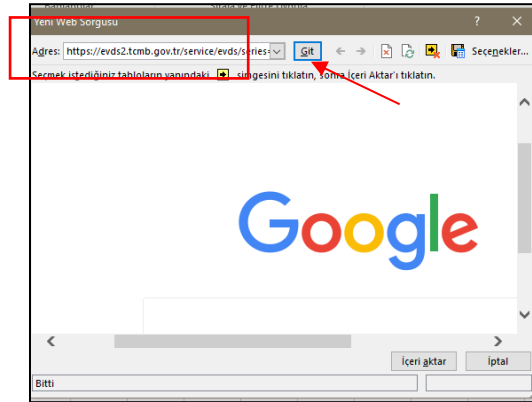 Yeni Web Sorgusu
Adres: https://evds2.tcmb.gov.tr/service/evds/series= Git Seçenekler...
Seçmek istediğiniz tabloların yanındaki simgesini tıklatın, sonra İçeri Aktar'ı tıklatın.
Google
İçeri aktar İptal
Bitti